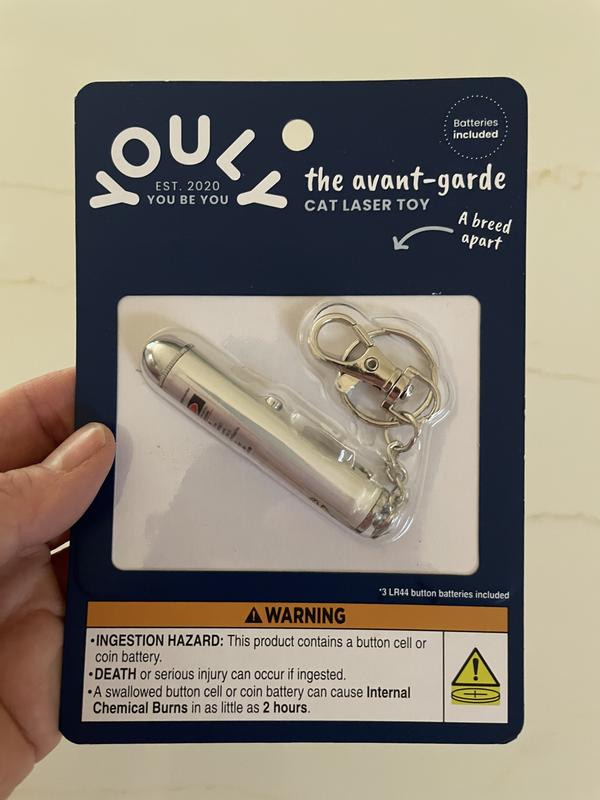 YOULY
EST. 2020
YOU BE YOU
Batteries
included
the avant-garde
CAT LASER TOY
A breed
apart
*3 LR44 button batteries included
WARNING
•INGESTION HAZARD: This product contains a button cell or
coin battery.
•DEATH or serious injury can occur if ingested.
•A swallowed button cell or coin battery can cause Internal
Chemical Burns in as little as 2 hours.